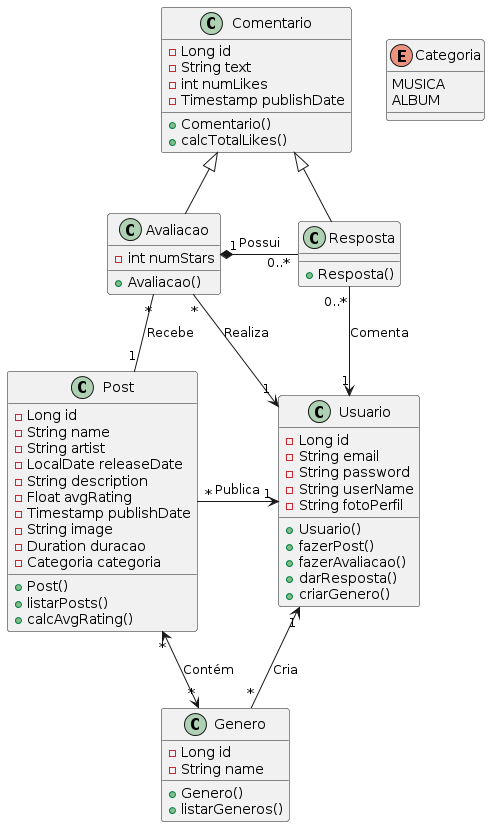 C Comentario
Long id
String text
int numLikes
Timestamp publishDate
Comentario()
calcTotalLikes()
E Categoria
MUSICA
ALBUM
C Avaliacao
int numStars
Avaliacao()
1 Possui
0..*
C Resposta
Resposta()
* Recebe 1
* Realiza 1
0..* Comenta 1
C Post
Long id
String name
String artist
LocalDate releaseDate
String description
Float avgRating
Timestamp publishDate
String image
Duration duracao
Categoria categoria
Post()
listarPosts()
calcAvgRating()
* Publica 1
C Usuario
Long id
String email
String password
String userName
String fotoPerfil
Usuario()
fazerPost()
fazerAvaliacao()
darResposta()
criarGenero()
* Contém *
1 Cria *
C Genero
Long id
String name
Genero()
listarGeneros()